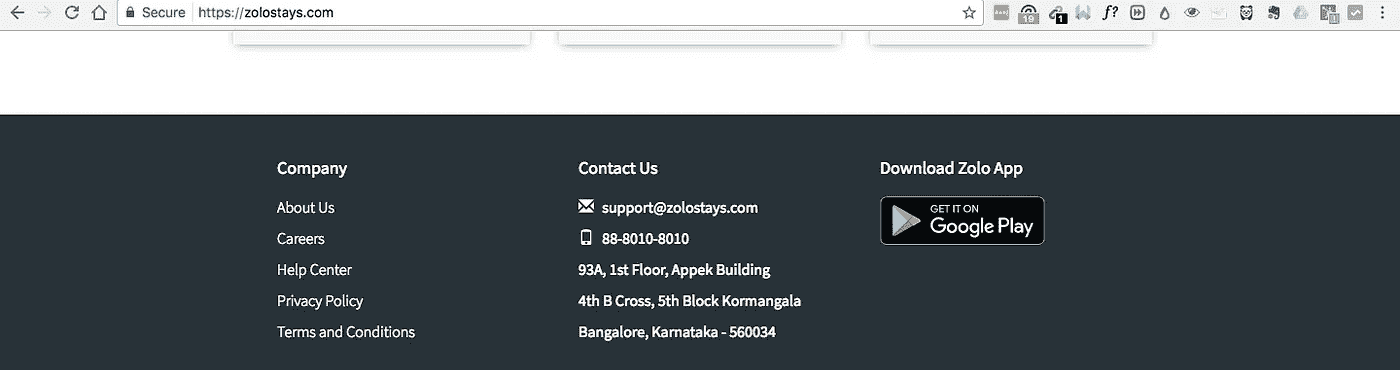 Secure https://zolostays.com
19
1
f?
Company
About Us
Careers
Help Center
Privacy Policy
Terms and Conditions
Contact Us
support@zolostays.com
88-8010-8010
93A, 1st Floor, Appek Building
4th B Cross, 5th Block Kormangala
Bangalore, Karnataka - 560034
Download Zolo App
GET IT ON
Google Play